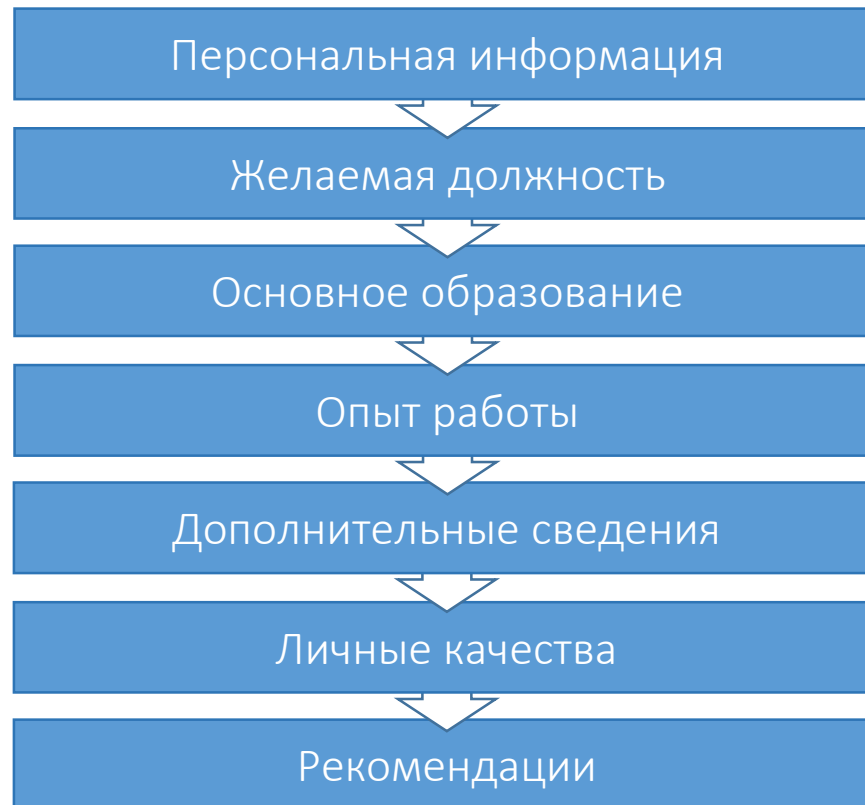 Персональная информация
Желаемая должность
Основное образование
Опыт работы
Дополнительные сведения
Личные качества
Рекомендации